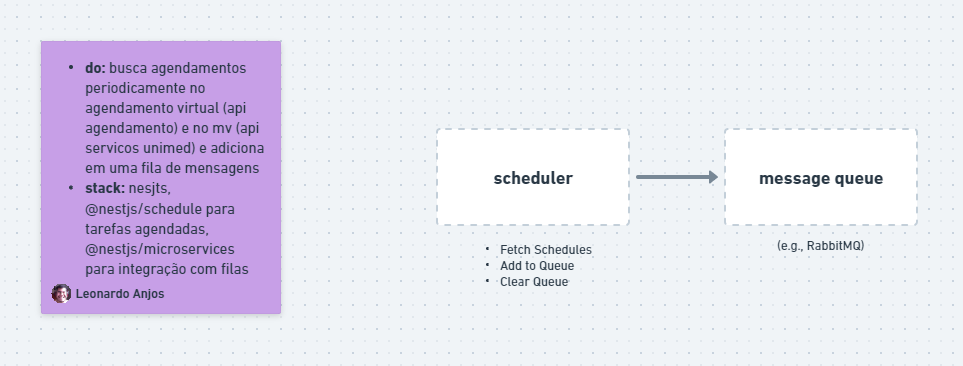 • do: busca agendamentos
periodicamente no
agendamento virtual (api
agendamento) e no mv (api
servicos unimed) e adiciona
em uma fila de mensagens
• stack: nesjts,
@nestjs/schedule para
tarefas agendadas,
@nestjs/microservices
para integração com filas
Leonardo Anjos
scheduler
• Fetch Schedules
• Add to Queue
• Clear Queue
message queue
(e.g., RabbitMQ)